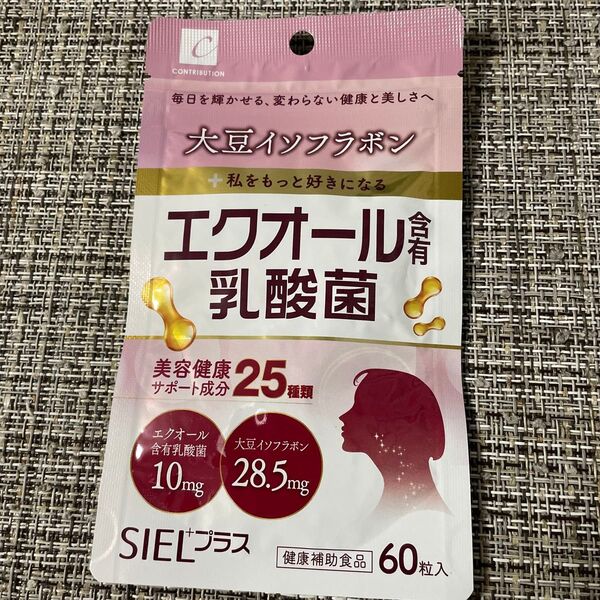 CONTRIBUTION
毎日を輝かせる、変わらない健康と美しさへ
大豆イソフラボン
+私をもっと好きになる
エクオール含有
乳酸菌
美容健康
サポート成分
25種類
エクオール
含有乳酸菌
10mg
大豆イソフラボン
28.5mg
SIEL+プラス
健康補助食品
60粒入